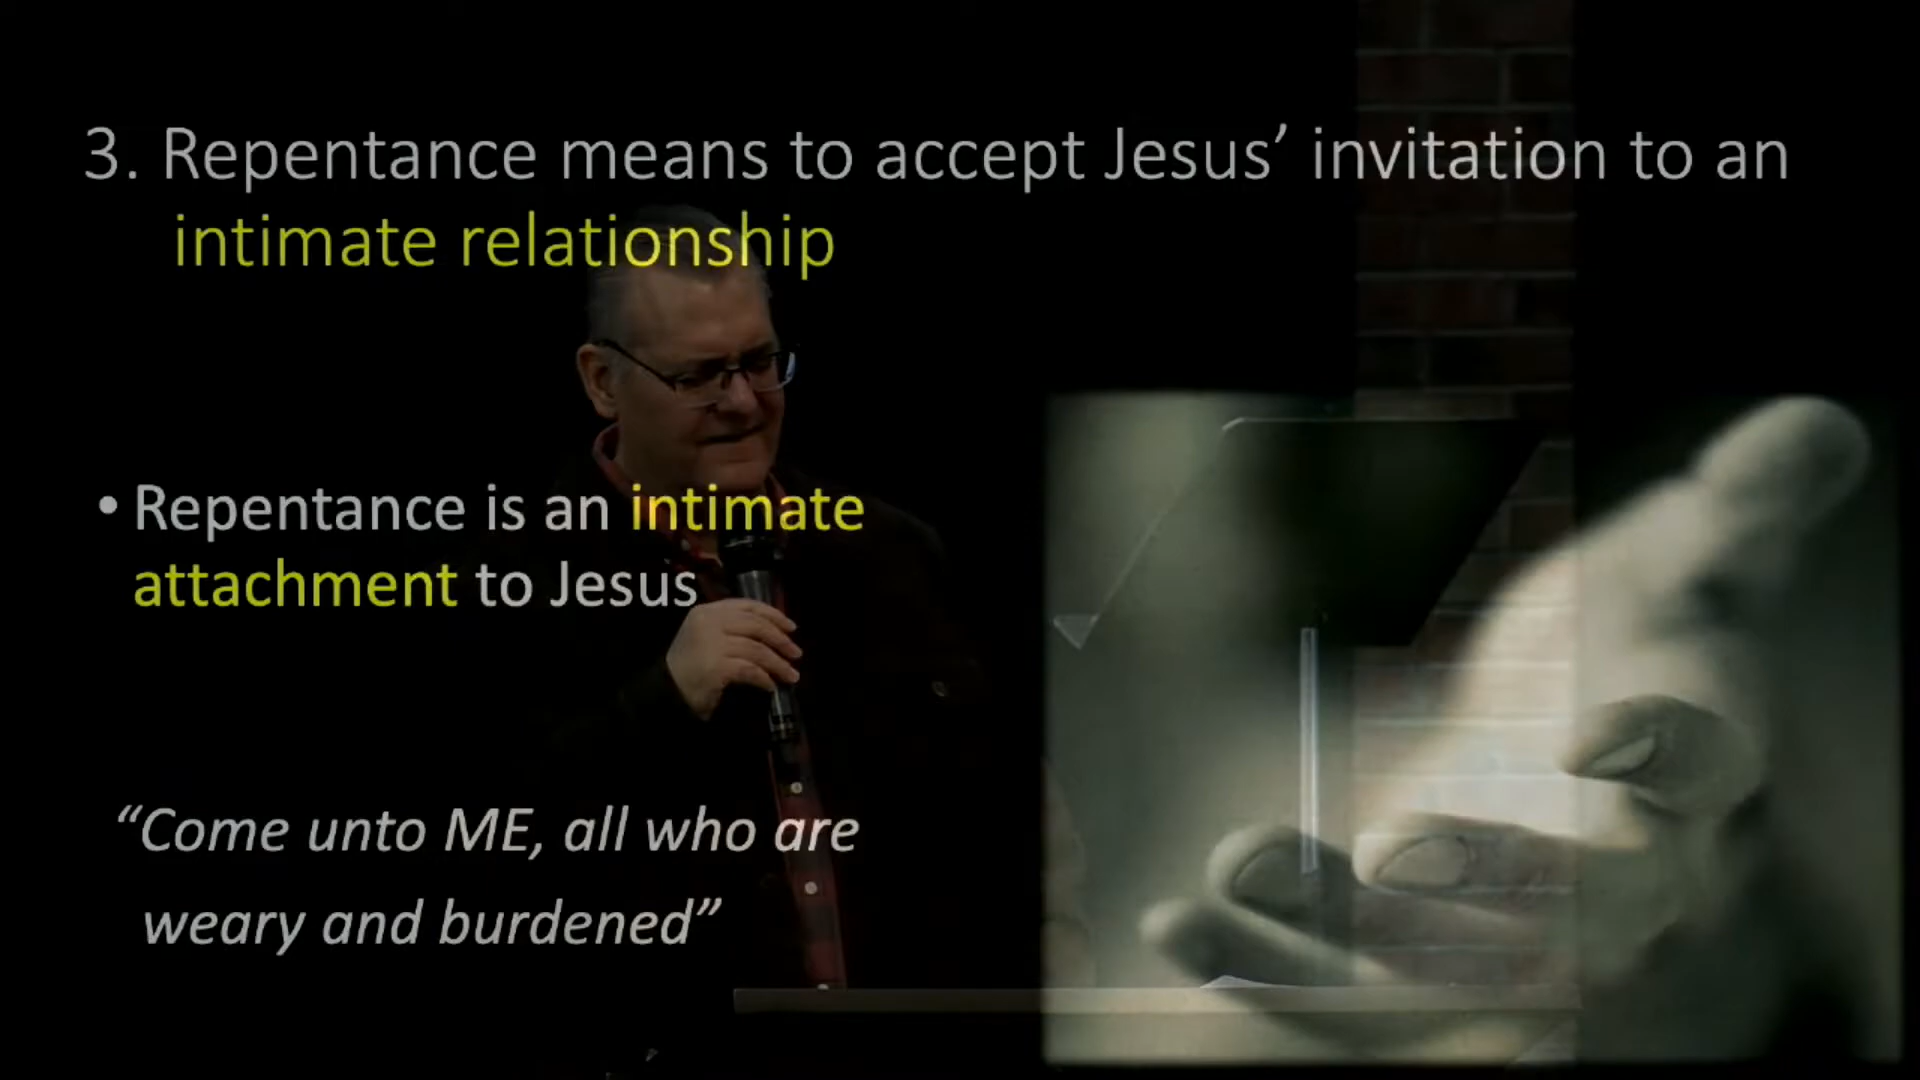 3. Repentance means to accept Jesus’ invitation to an
intimate relationship
• Repentance is an intimate
attachment to Jesus
“Come unto ME, all who are
weary and burdened”